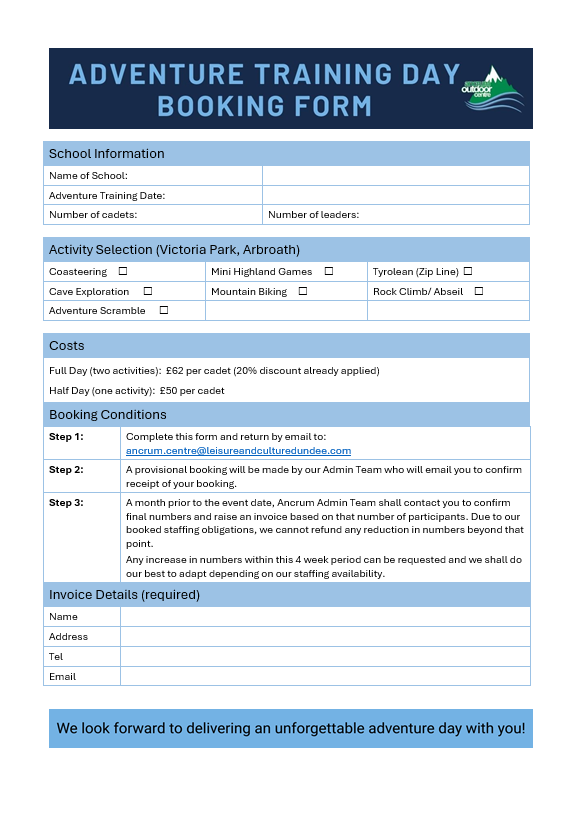 ADVENTURE TRAINING DAY
BOOKING FORM
outdoor
centre
School Information
Name of School:
Adventure Training Date:
Number of cadets: Number of leaders:
Activity Selection (Victoria Park, Arbroath)
Coasteering ☐ Mini Highland Games ☐ Tyrolean (Zip Line) ☐
Cave Exploration ☐ Mountain Biking ☐ Rock Climb/ Abseil ☐
Adventure Scramble ☐
Costs
Full Day (two activities): £62 per cadet (20% discount already applied)
Half Day (one activity): £50 per cadet
Booking Conditions
Step 1: Complete this form and return by email to:
ancrum.centre@leisureandculturedundee.com
Step 2: A provisional booking will be made by our Admin Team who will email you to confirm
receipt of your booking.
Step 3: A month prior to the event date, Ancrum Admin Team shall contact you to confirm
final numbers and raise an invoice based on that number of participants. Due to our
booked staffing obligations, we cannot refund any reduction in numbers beyond that
point.
Any increase in numbers within this 4 week period can be requested and we shall do
our best to adapt depending on our staffing availability.
Invoice Details (required)
Name
Address
Tel
Email
We look forward to delivering an unforgettable adventure day with you!